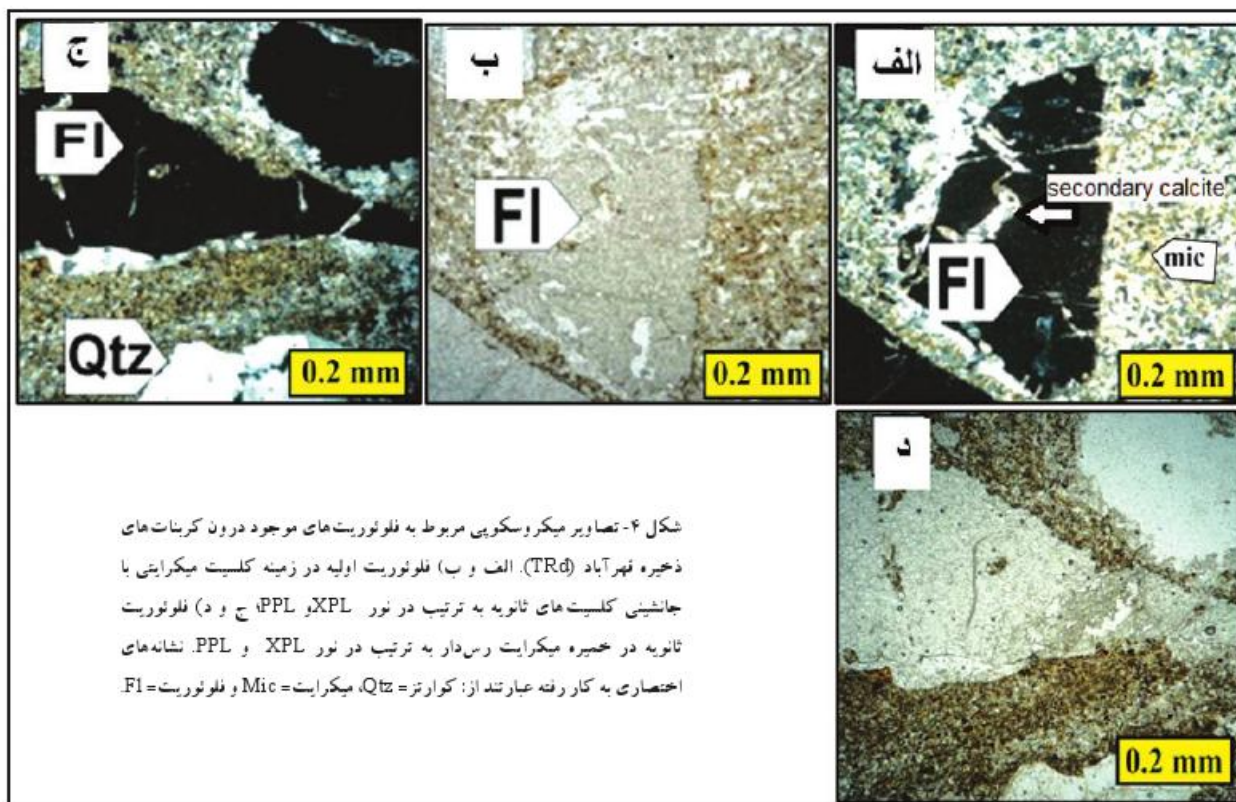 الف
secondary calcite
Fl
mic
0.2 mm
ب
Fl
0.2 mm
ج
Fl
Qtz
0.2 mm
د
0.2 mm
شکل ۴- تصاویر میکروسکوپی مربوط به فلوئوریت‌های موجود درون کربنات‌های
ذخیره قهرآباد (TRd). الف و ب) فلوئوریت اولیه در زمینه کلسیت میکرایتی با
جانشینی کلسیت‌های ثانویه به ترتیب در نور XPL و PPL؛ ج و د) فلوئوریت
ثانویه در خمیره میکرایت رس‌دار به ترتیب در نور XPL و PPL. نشانه‌های
اختصاری به کار رفته عبارتند از: کوارتز= Qtz، میکرایت= Mic و فلوئوریت= Fl.